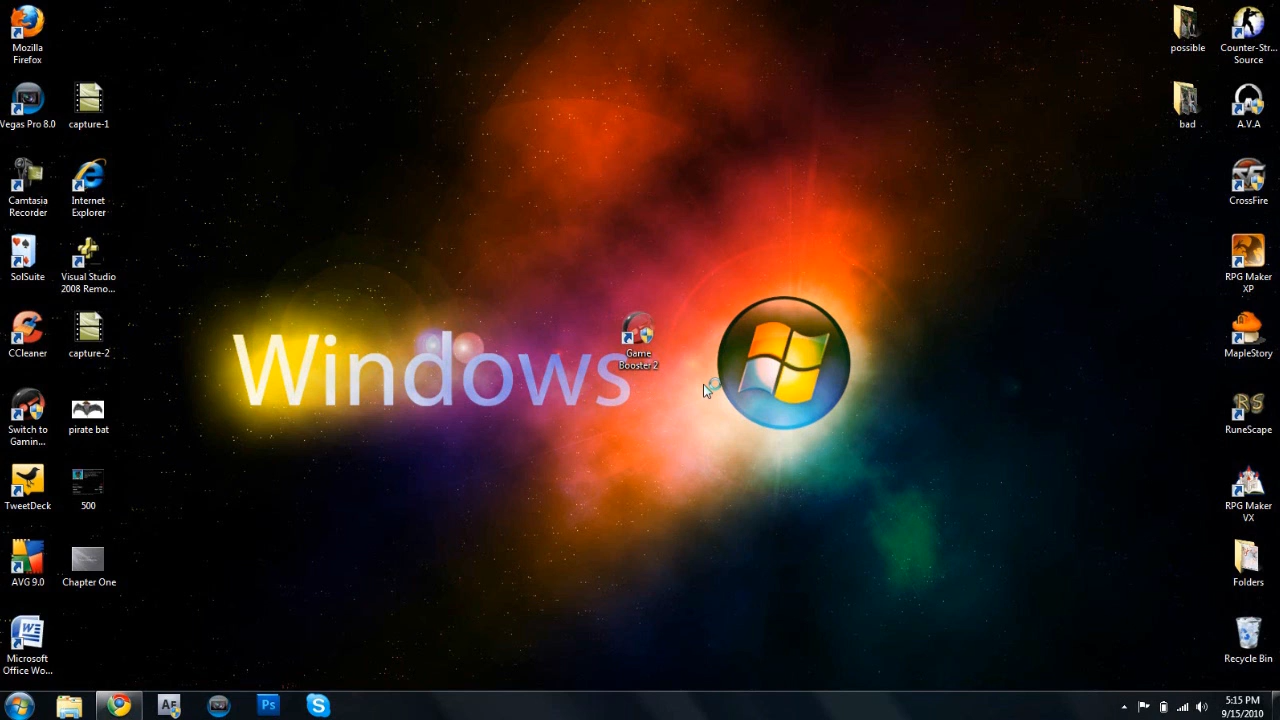 Mozilla
Firefox
Vegas Pro 8.0
capture-1
Camtasia
Recorder
Internet
Explorer
SolSuite
Visual Studio
2008 Remo...
CCleaner
capture-2
Switch to
Gamin...
pirate bat
TweetDeck
500
AVG 9.0
Chapter One
Microsoft
Office Wo...
Windows
Game
Booster 2
possible
Counter-Str...
Source
bad
A.V.A
CrossFire
RPG Maker
XP
MapleStory
RS
RuneScape
RPG Maker
VX
Folders
Recycle Bin
Ps
5:15 PM
9/15/2010